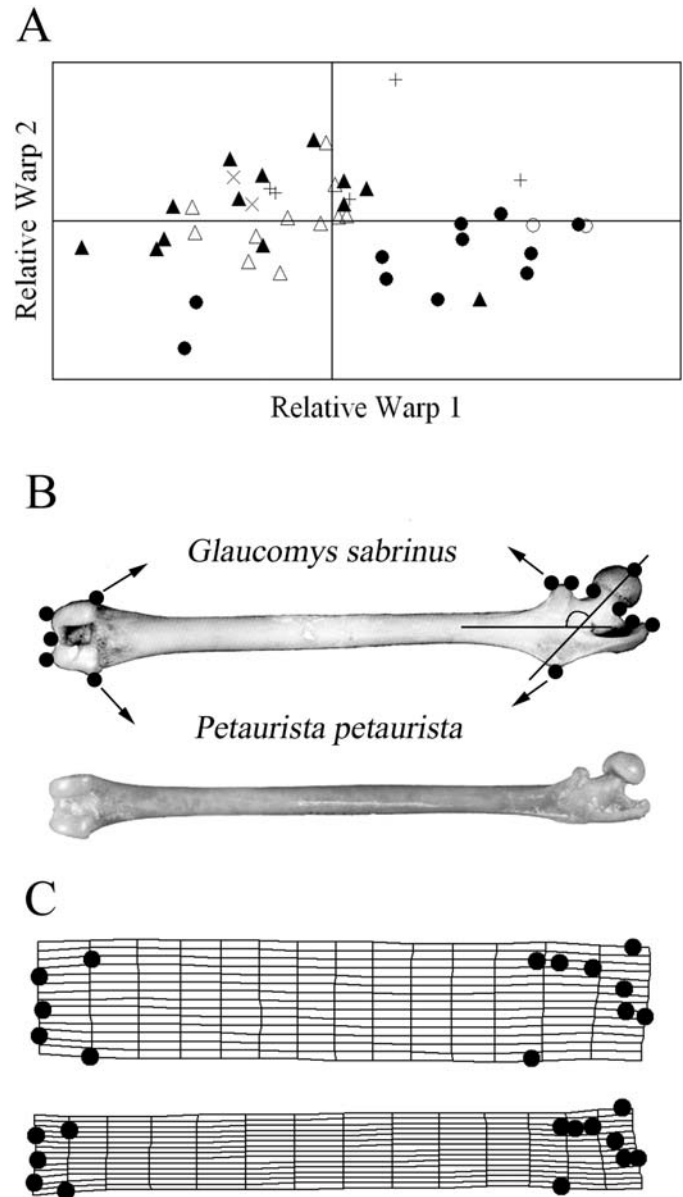 A
Relative Warp 2
Relative Warp 1
B
Glaucomys sabrinus
Petaurista petaurista
C